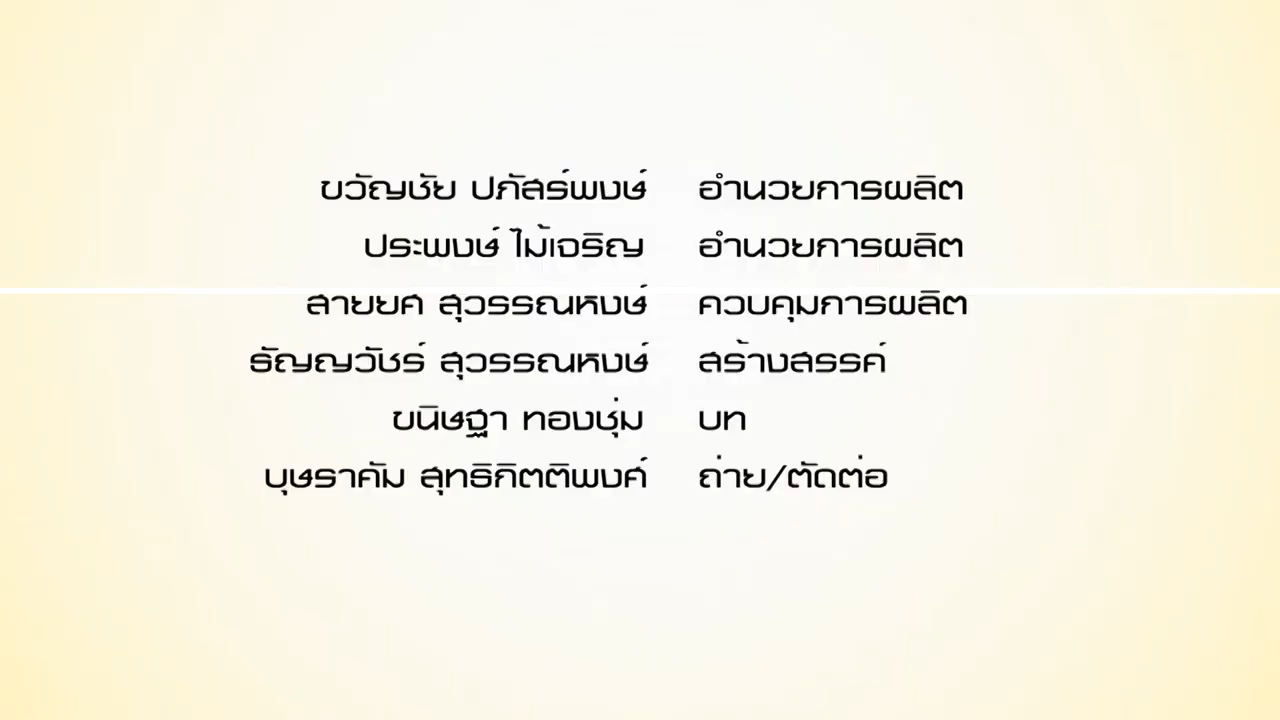 ขวัญชัย ปภัสร์พงษ์ อำนวยการผลิต
ประพงษ์ ไม้เจริญ อำนวยการผลิต
สายยศ สุวรรณหงษ์ ควบคุมการผลิต
ธัญญวัชร์ สุวรรณหงษ์ สร้างสรรค์
ขนิษฐา ทองชุ่ม บท
บุษราคัม สุทธิกิตติพงศ์ ถ่าย/ตัดต่อ